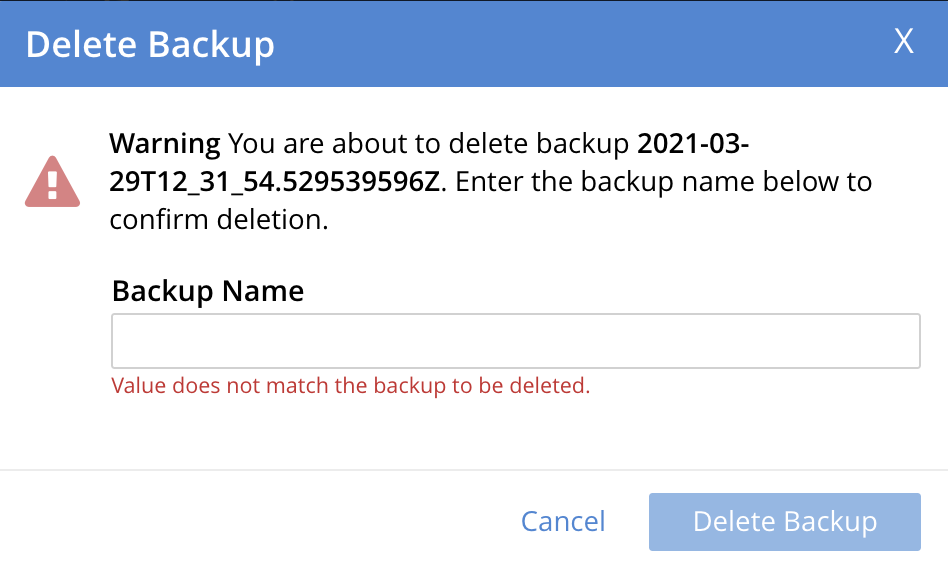 Delete Backup
X
Warning You are about to delete backup 2021-03-
29T12_31_54.529539596Z. Enter the backup name below to
confirm deletion.
Backup Name
Value does not match the backup to be deleted.
Cancel
Delete Backup